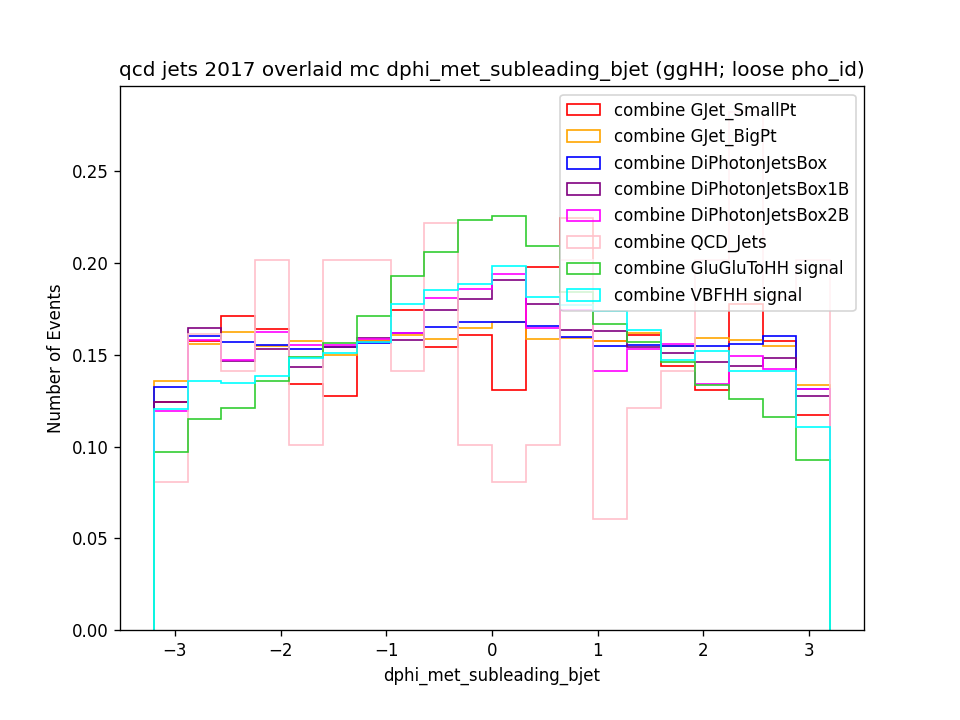 qcd jets 2017 overlaid mc dphi_met_subleading_bjet (ggHH; loose pho_id)
combine GJet_SmallPt
combine GJet_BigPt
combine DiPhotonJetsBox
combine DiPhotonJetsBox1B
combine DiPhotonJetsBox2B
combine QCD_Jets
combine GluGluToHH signal
combine VBFHH signal
Number of Events
0.25
0.20
0.15
0.10
0.05
0.00
−3 −2 −1 0 1 2 3
dphi_met_subleading_bjet